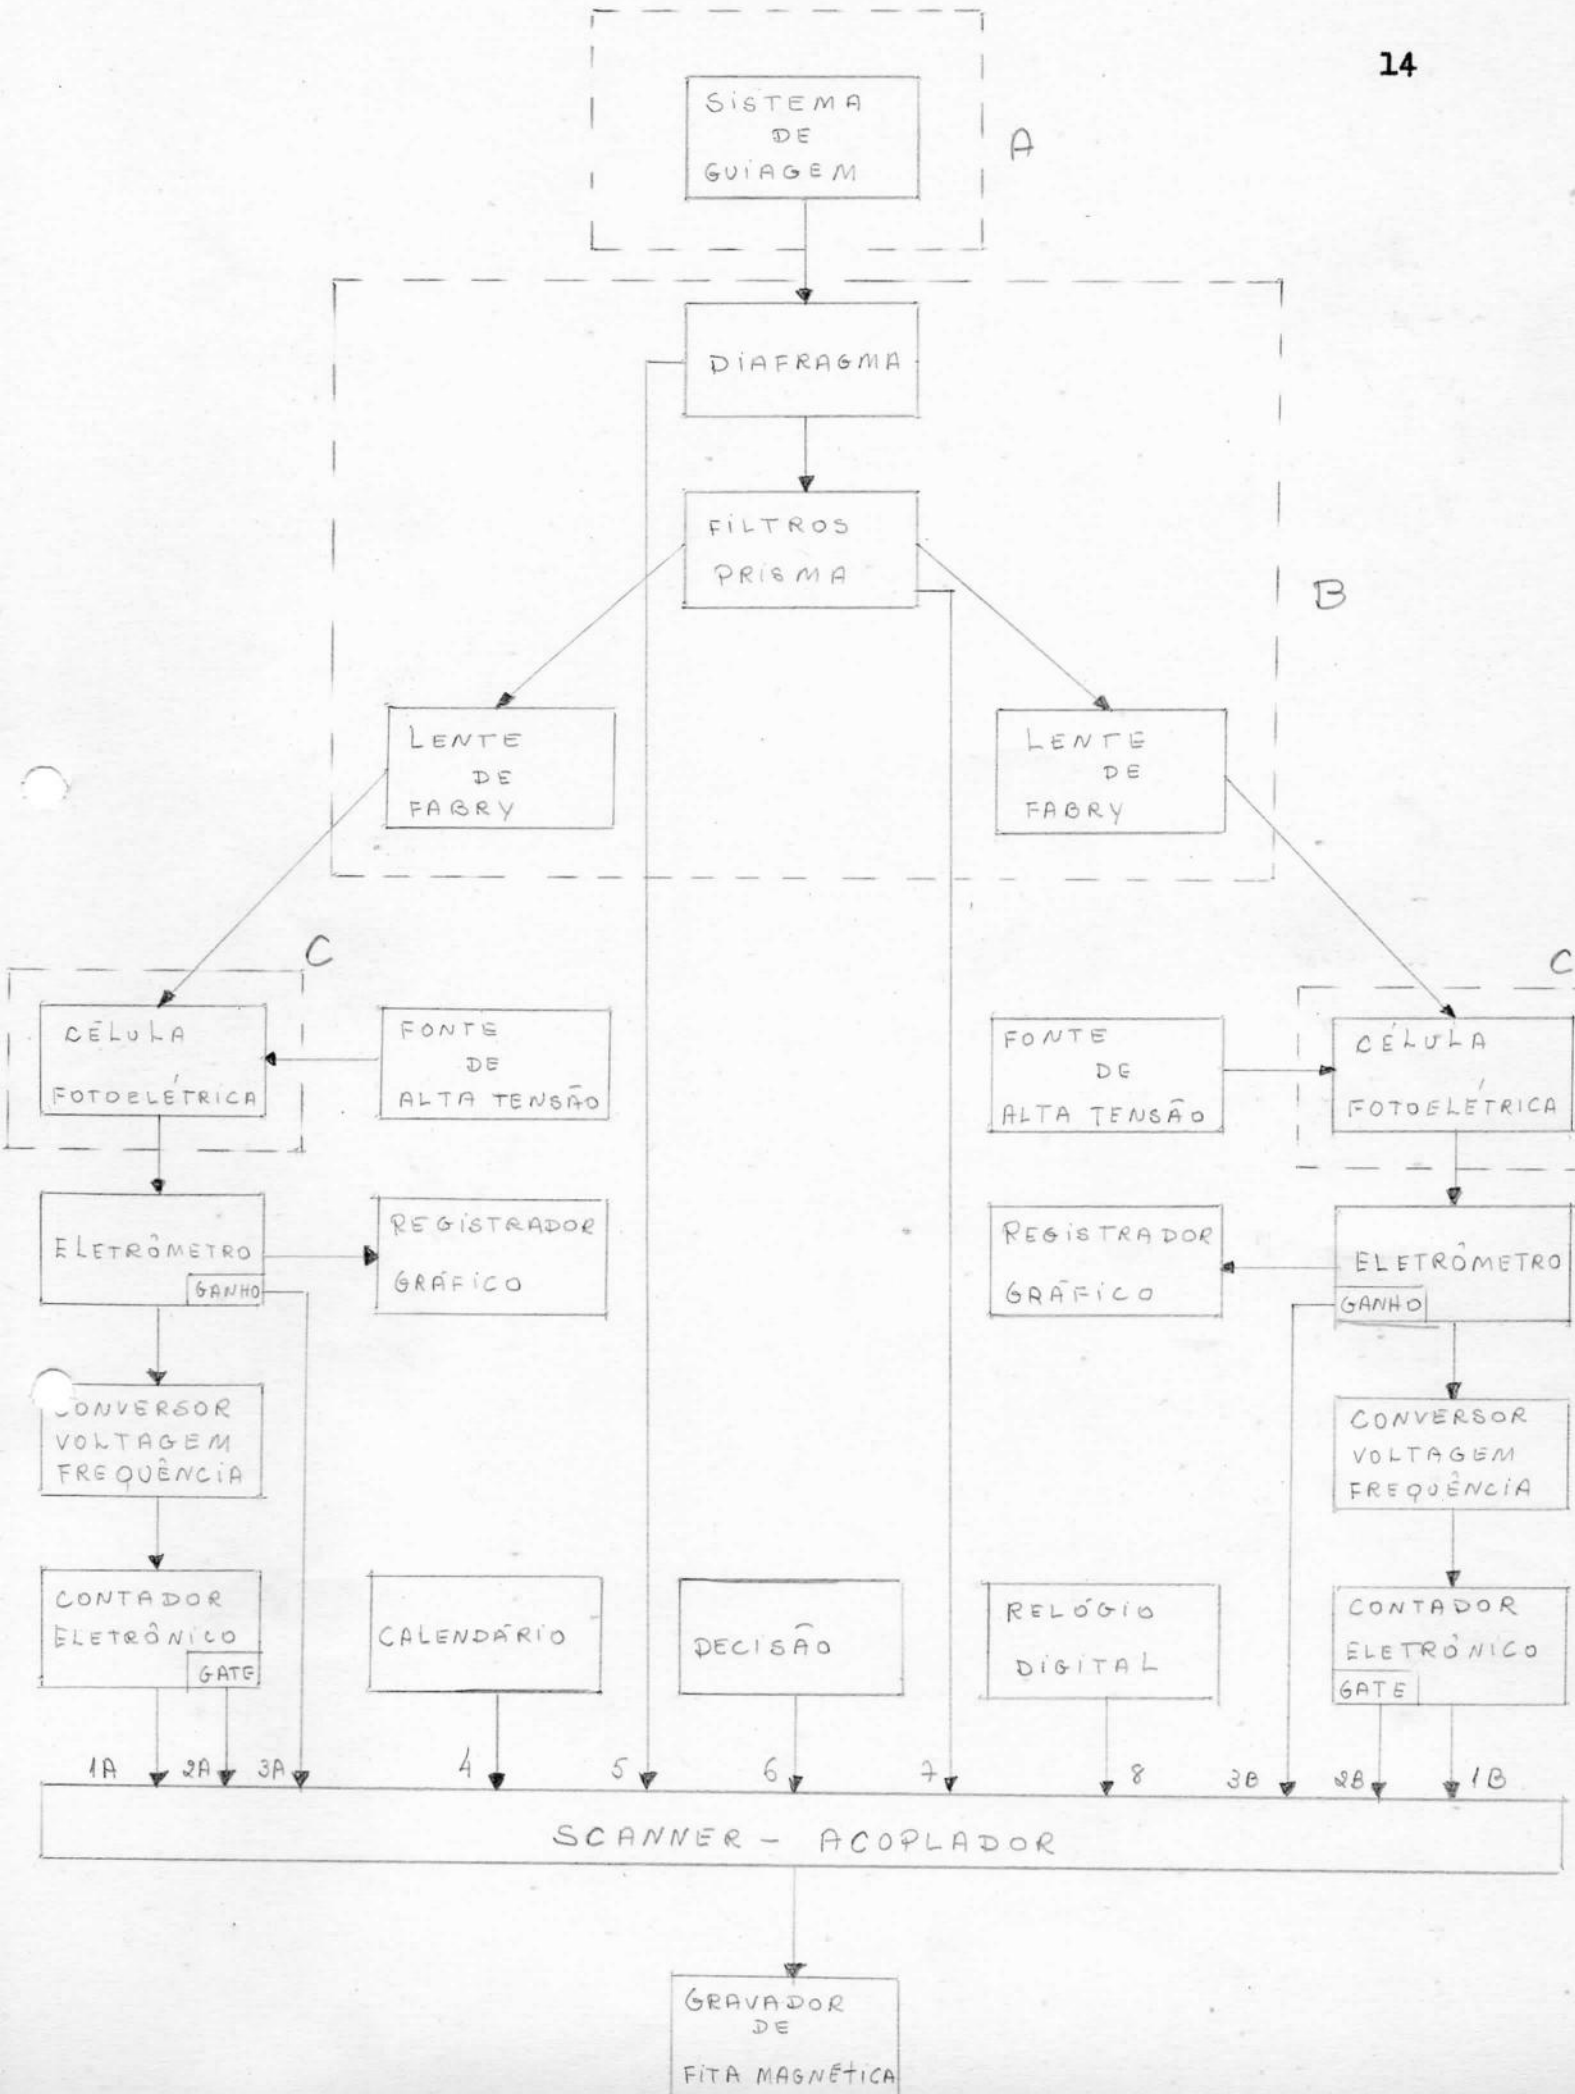 14
SISTEMA
DE
GUIAGEM
A
DIAFRAGMA
FILTROS
PRISMA
B
LENTE
DE
FABRY
LENTE
DE
FABRY
C
CÉLULA
FOTOELÉTRICA
FONTE
DE
ALTA TENSÃO
FONTE
DE
ALTA TENSÃO
C
CÉLULA
FOTOELÉTRICA
ELETRÔMETRO
GANHO
REGISTRADOR
GRÁFICO
REGISTRADOR
GRÁFICO
ELETRÔMETRO
GANHO
CONVERSOR
VOLTAGEM
FREQUÊNCIA
CONVERSOR
VOLTAGEM
FREQUÊNCIA
CONTADOR
ELETRÔNICO
GATE
CALENDÁRIO
DECISÃO
RELÓGIO
DIGITAL
CONTADOR
ELETRÔNICO
GATE
1A 2A 3A 4 5 6 7 8 3B 2B 1B
SCANNER - ACOPLADOR
GRAVADOR
DE
FITA MAGNÉTICA